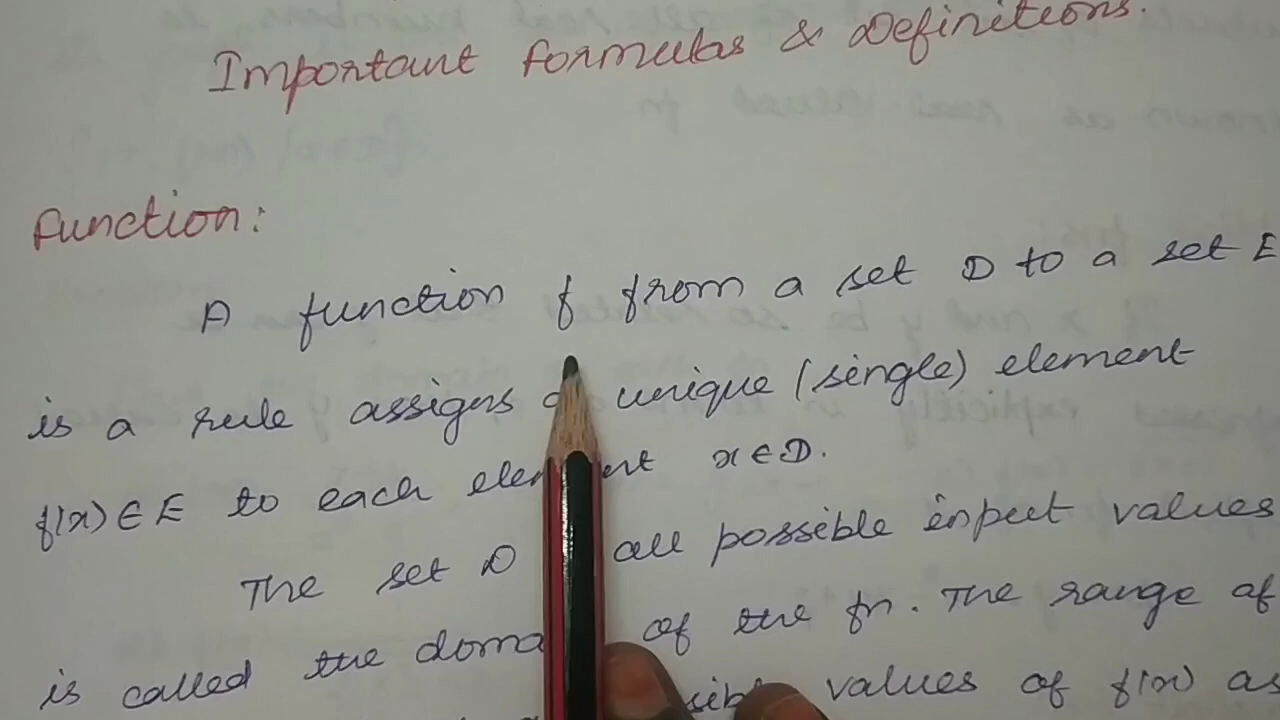 Important Formulas & Definitions.
Function:
A function f from a set D to a set E
is a rule assigns a unique (single) element
f(x) ∈ E to each element x ∈ D.
The set D all possible input values
is called the domain of the fn. The range of
values of f(x) as